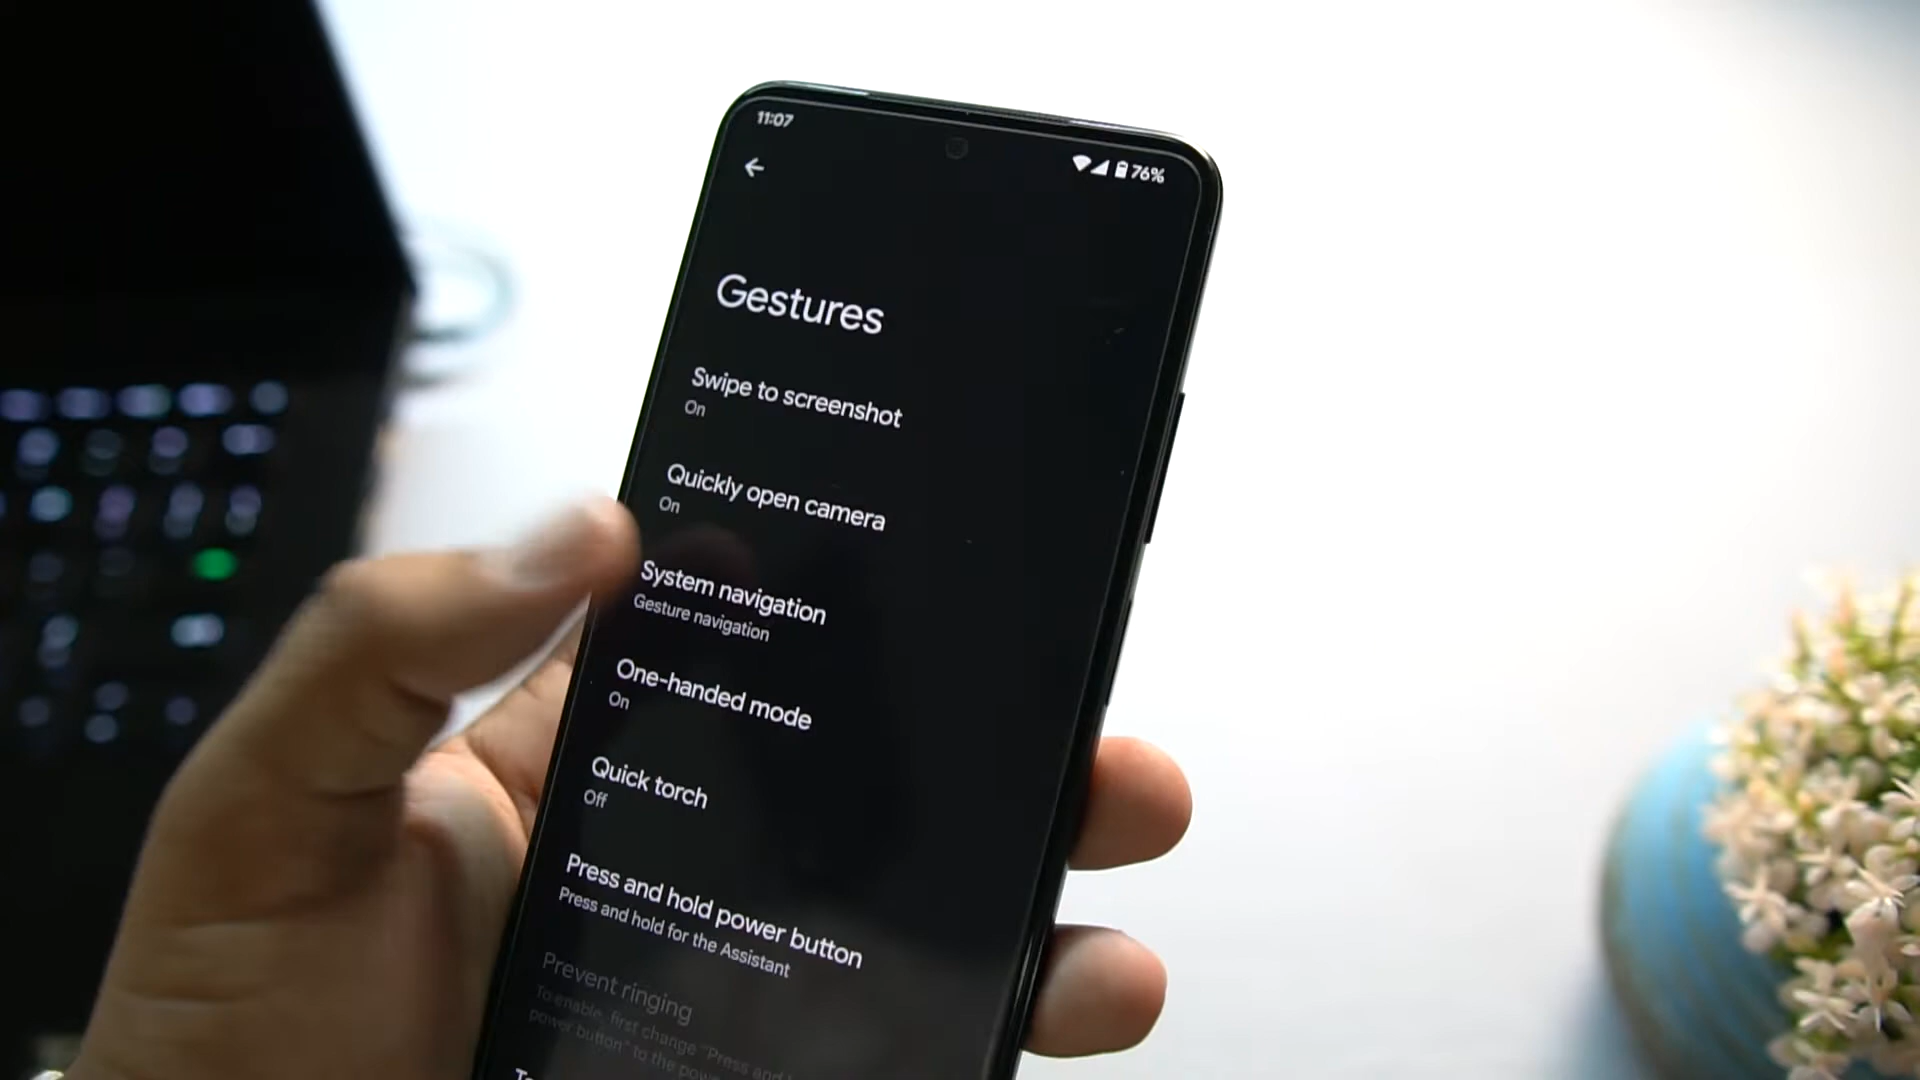 11:07
76%
Gestures
Swipe to screenshot
On
Quickly open camera
On
System navigation
Gesture navigation
One-handed mode
On
Quick torch
Off
Press and hold power button
Press and hold for the Assistant
Prevent ringing
To enable, first change "Press and
power button" to the